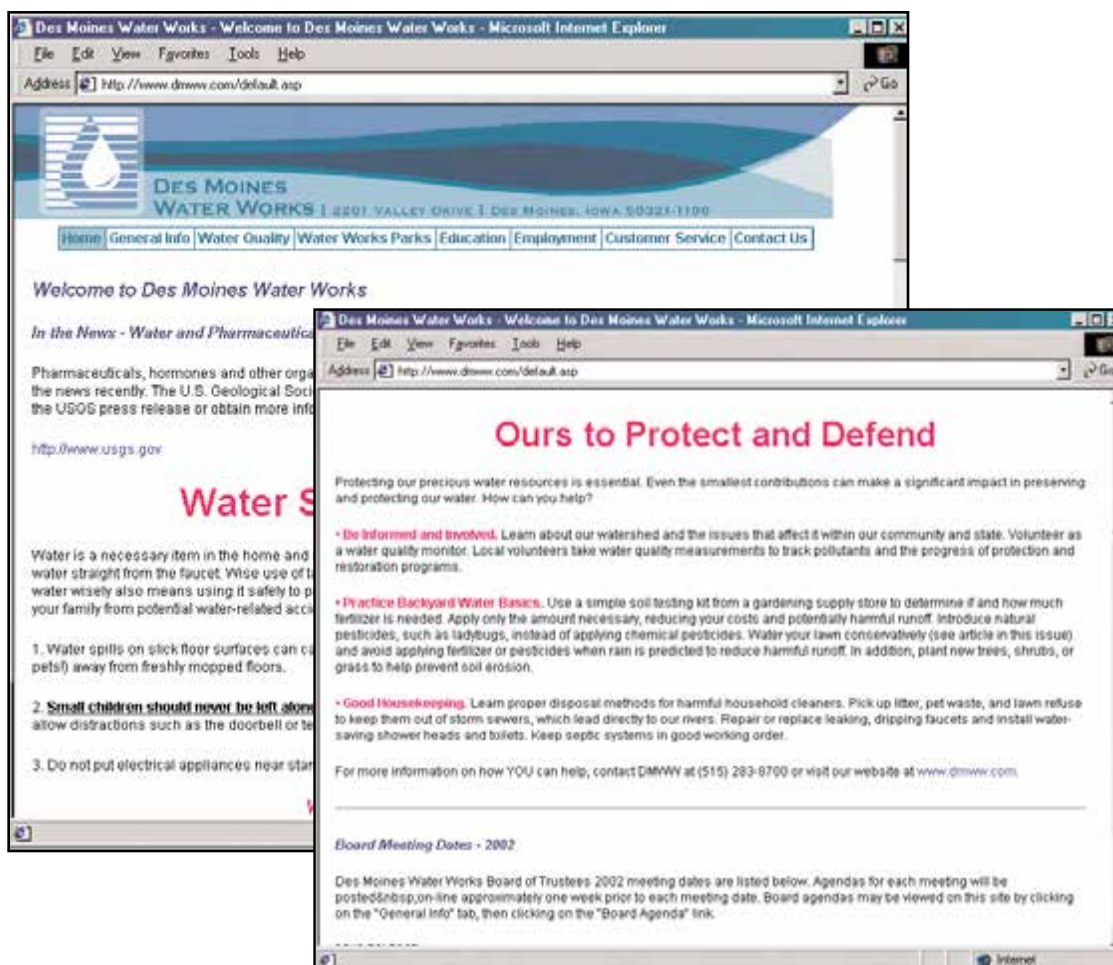 Des Moines Water Works - Welcome to Des Moines Water Works - Microsoft Internet Explorer
File Edit View Favorites Tools Help
Address http://www.dmww.com/default.asp Go
DES MOINES
WATER WORKS | 2201 VALLEY DRIVE | DES MOINES, IOWA 50321-1190
Home General Info Water Quality Water Works Parks Education Employment Customer Service Contact Us
Welcome to Des Moines Water Works
In the News - Water and Pharmaceutica
Pharmaceuticals, hormones and other orga
the news recently. The U.S. Geological Soci
the USGS press release or obtain more info
http://www.usgs.gov
Water S
Water is a necessary item in the home and
water straight from the faucet. Wise use of ta
water wisely also means using it safely to p
your family from potential water-related acci
1. Water spills on slick floor surfaces can ca
pets!) away from freshly mopped floors.
2. Small children should never be left alone
allow distractions such as the doorbell or te
3. Do not put electrical appliances near stan
Des Moines Water Works - Welcome to Des Moines Water Works - Microsoft Internet Explorer
File Edit View Favorites Tools Help
Address http://www.dmww.com/default.asp Go
Ours to Protect and Defend
Protecting our precious water resources is essential. Even the smallest contributions can make a significant impact in preserving
and protecting our water. How can you help?
• Be Informed and Involved. Learn about our watershed and the issues that affect it within our community and state. Volunteer as
a water quality monitor. Local volunteers take water quality measurements to track pollutants and the progress of protection and
restoration programs.
• Practice Backyard Water Basics. Use a simple soil testing kit from a gardening supply store to determine if and how much
fertilizer is needed. Apply only the amount necessary, reducing your costs and potentially harmful runoff. Introduce natural
pesticides, such as ladybugs, instead of applying chemical pesticides. Water your lawn conservatively (see article in this issue)
and avoid applying fertilizer or pesticides when rain is predicted to reduce harmful runoff. In addition, plant new trees, shrubs, or
grass to help prevent soil erosion.
• Good Housekeeping. Learn proper disposal methods for harmful household cleaners. Pick up litter, pet waste, and lawn refuse
to keep them out of storm sewers, which lead directly to our rivers. Repair or replace leaking, dripping faucets and install water-
saving shower heads and toilets. Keep septic systems in good working order.
For more information on how YOU can help, contact DMWW at (515) 283-8700 or visit our website at www.dmww.com.
Board Meeting Dates - 2002
Des Moines Water Works Board of Trustees 2002 meeting dates are listed below. Agendas for each meeting will be
posted&nbsp;on-line approximately one week prior to each meeting date. Board agendas may be viewed on this site by clicking
on the "General Info" tab, then clicking on the "Board Agenda" link.
Internet